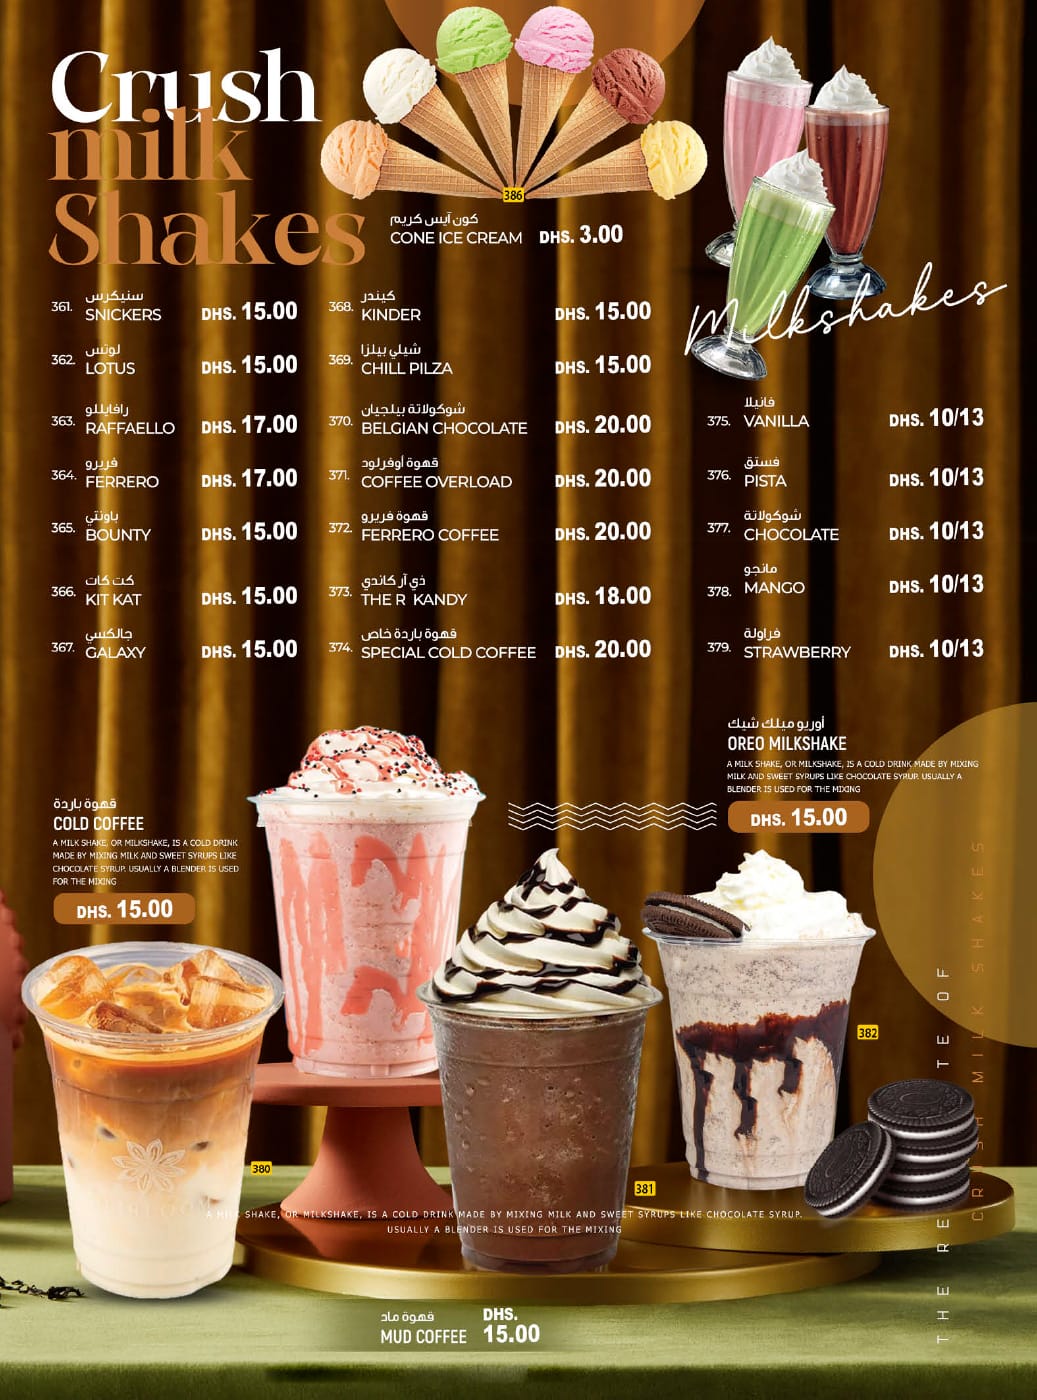 Crush
milk
Shakes
386
كون آيس كريم
CONE ICE CREAM DHS. 3.00
Milkshakes
361. سنيكرس
SNICKERS DHS. 15.00
362. لوتس
LOTUS DHS. 15.00
363. رافايللو
RAFFAELLO DHS. 17.00
364. فريرو
FERRERO DHS. 17.00
365. باونتي
BOUNTY DHS. 15.00
366. كت كات
KIT KAT DHS. 15.00
367. جالكسي
GALAXY DHS. 15.00
368. كيندر
KINDER DHS. 15.00
369. شيلي بيلزا
CHILL PILZA DHS. 15.00
370. شوكولاتة بيلجيان
BELGIAN CHOCOLATE DHS. 20.00
371. قهوة أوفرلود
COFFEE OVERLOAD DHS. 20.00
372. قهوة فريرو
FERRERO COFFEE DHS. 20.00
373. ذي آر كاندي
THE R KANDY DHS. 18.00
374. قهوة باردة خاص
SPECIAL COLD COFFEE DHS. 20.00
375. فانيلا
VANILLA DHS. 10/13
376. فستق
PISTA DHS. 10/13
377. شوكولاتة
CHOCOLATE DHS. 10/13
378. مانجو
MANGO DHS. 10/13
379. فراولة
STRAWBERRY DHS. 10/13
أوريو ميلك شيك
OREO MILKSHAKE
A MILK SHAKE, OR MILKSHAKE, IS A COLD DRINK MADE BY MIXING
MILK AND SWEET SYRUPS LIKE CHOCOLATE SYRUP. USUALLY A
BLENDER IS USED FOR THE MIXING
DHS. 15.00
قهوة باردة
COLD COFFEE
A MILK SHAKE, OR MILKSHAKE, IS A COLD DRINK
MADE BY MIXING MILK AND SWEET SYRUPS LIKE
CHOCOLATE SYRUP. USUALLY A BLENDER IS USED
FOR THE MIXING
DHS. 15.00
382
380
381
A MILK SHAKE, OR MILKSHAKE, IS A COLD DRINK MADE BY MIXING MILK AND SWEET SYRUPS LIKE CHOCOLATE SYRUP.
USUALLY A BLENDER IS USED FOR THE MIXING
قهوة ماد
MUD COFFEE DHS. 15.00
CRUSH MILK SHAKES